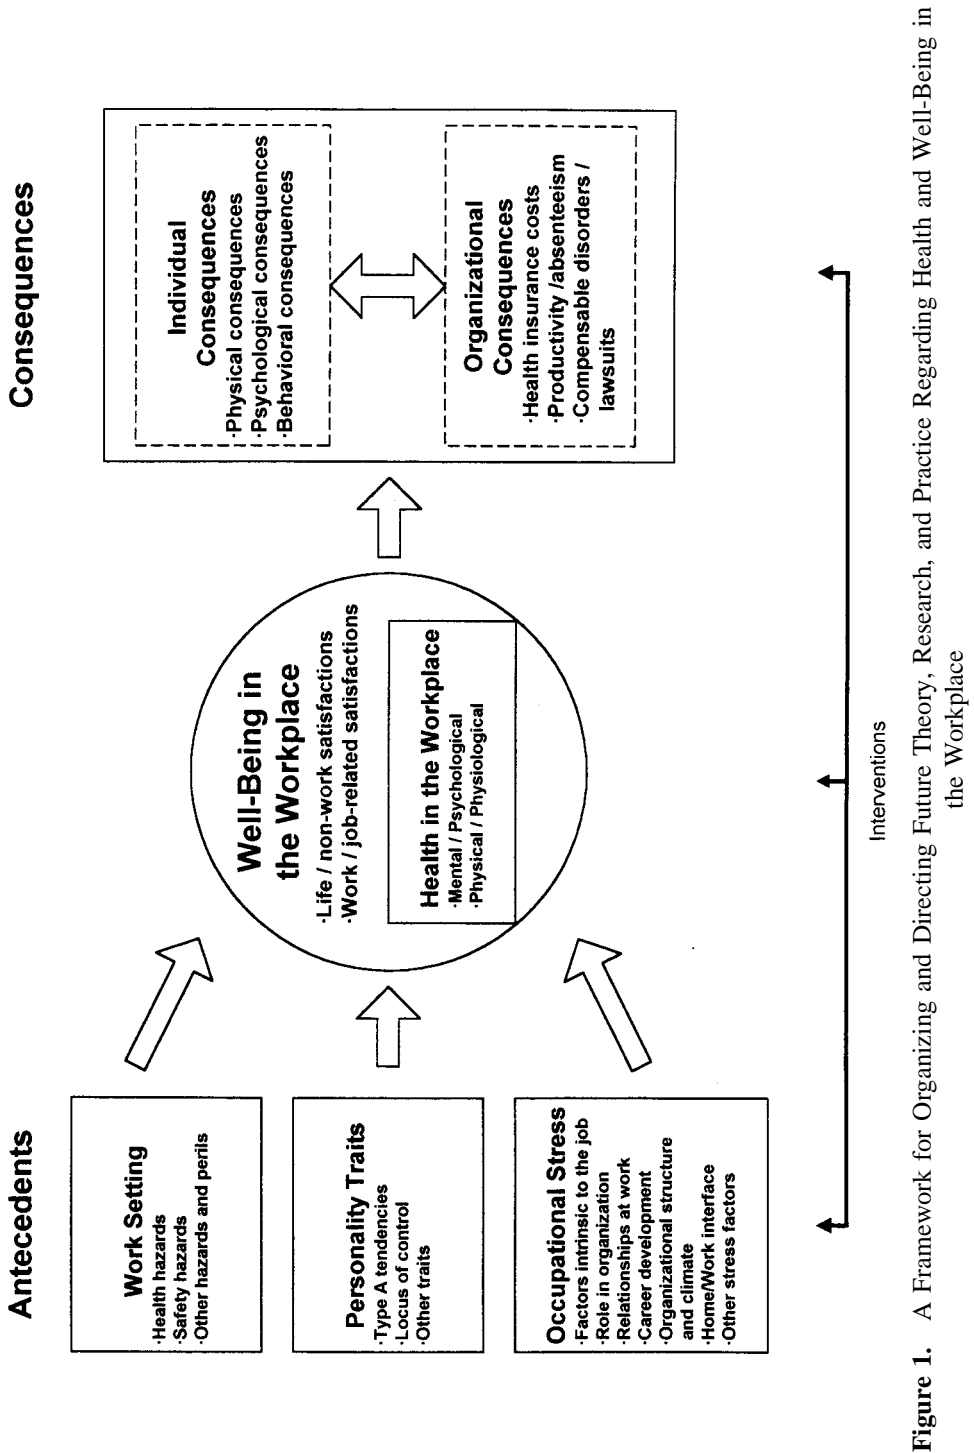 Antecedents
Consequences
Work Setting
·Health hazards
·Safety hazards
·Other hazards and perils
Personality Traits
·Type A tendencies
·Locus of control
·Other traits
Occupational Stress
·Factors intrinsic to the job
·Role in organization
·Relationships at work
·Career development
·Organizational structure
and climate
·Home/Work interface
·Other stress factors
Well-Being in
the Workplace
·Life / non-work satisfactions
·Work / job-related satisfactions
Health in the Workplace
·Mental / Psychological
·Physical / Physiological
Individual
Consequences
·Physical consequences
·Psychological consequences
·Behavioral consequences
Organizational
Consequences
·Health insurance costs
·Productivity /absenteeism
·Compensable disorders /
lawsuits
Interventions
Figure 1. A Framework for Organizing and Directing Future Theory, Research, and Practice Regarding Health and Well-Being in
the Workplace